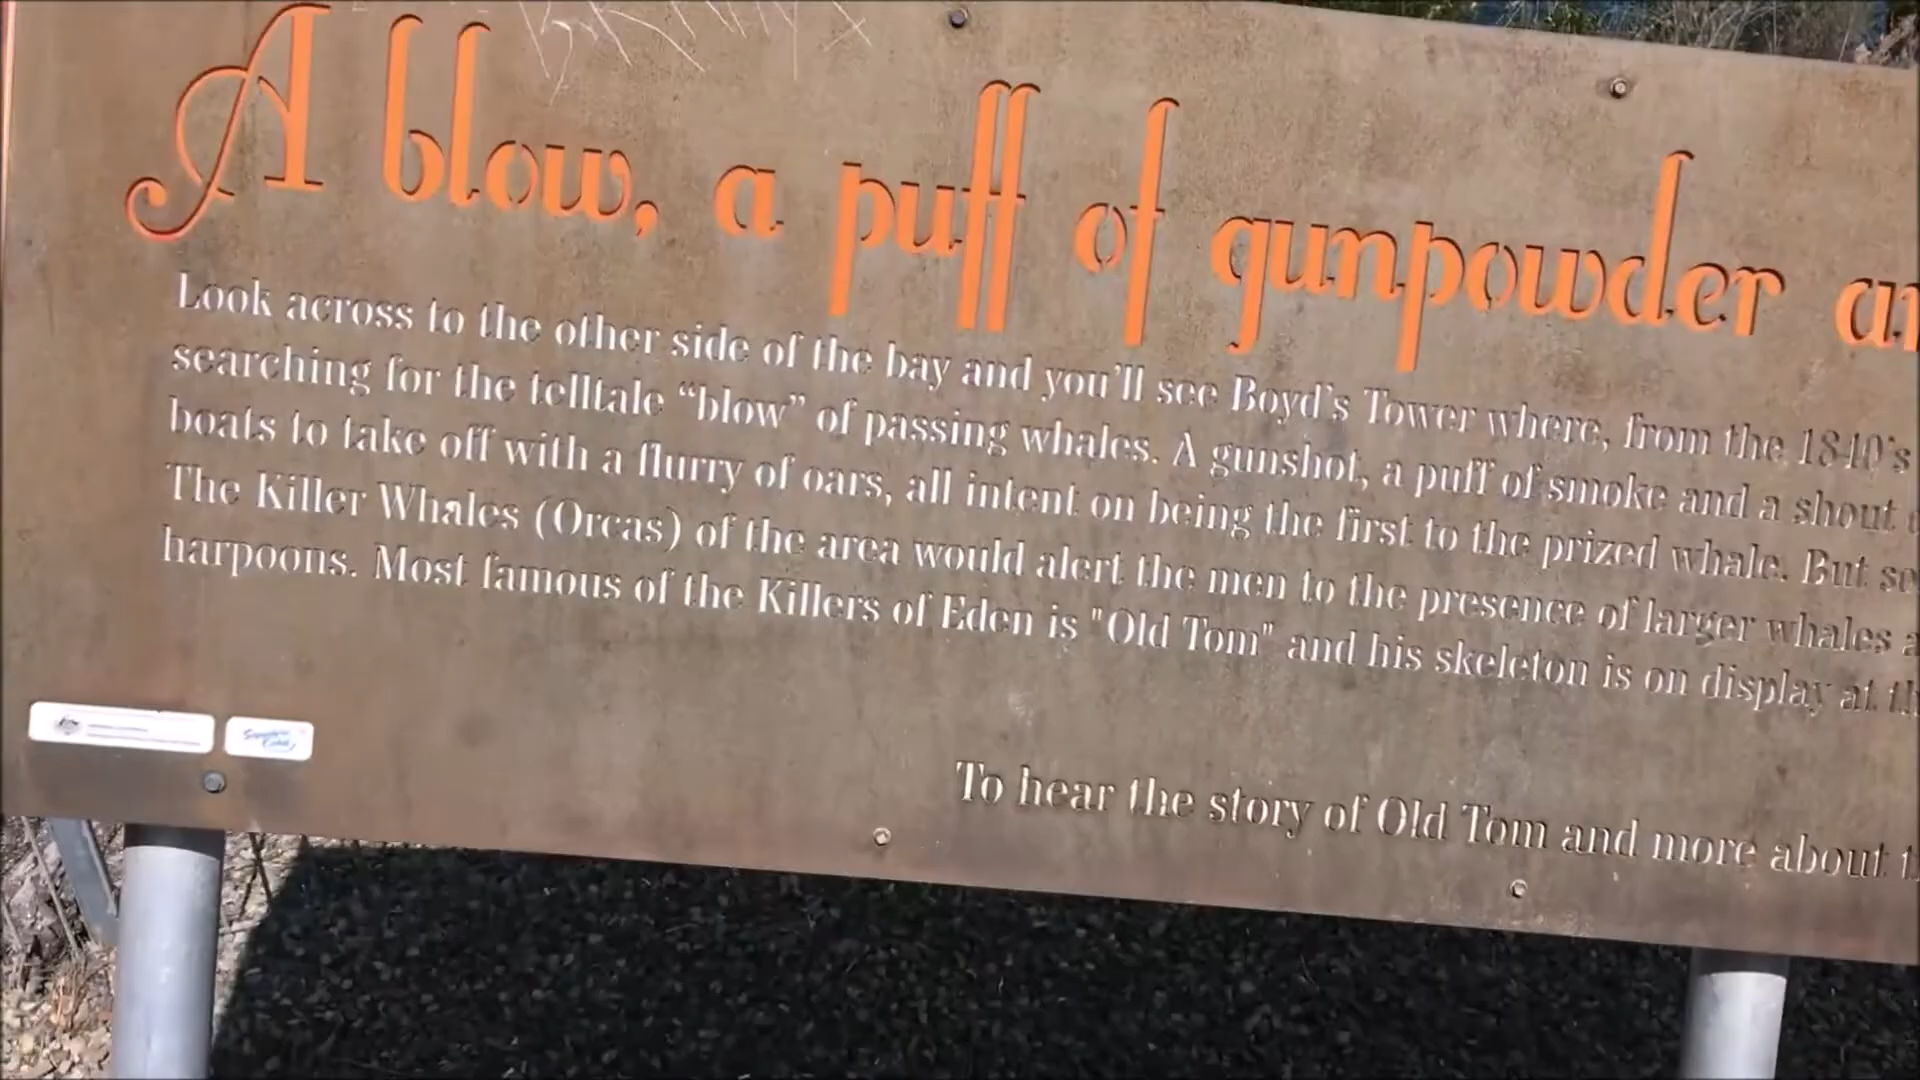 A blow, a puff of gunpowder an
Look across to the other side of the bay and you'll see Boyd's Tower where, from the 1840's
searching for the telltale “blow” of passing whales. A gunshot, a puff of smoke and a shout
boats to take off with a flurry of oars, all intent on being the first to the prized whale. But so
The Killer Whales (Orcas) of the area would alert the men to the presence of larger whales a
harpoons. Most famous of the Killers of Eden is "Old Tom" and his skeleton is on display at th
To hear the story of Old Tom and more about t